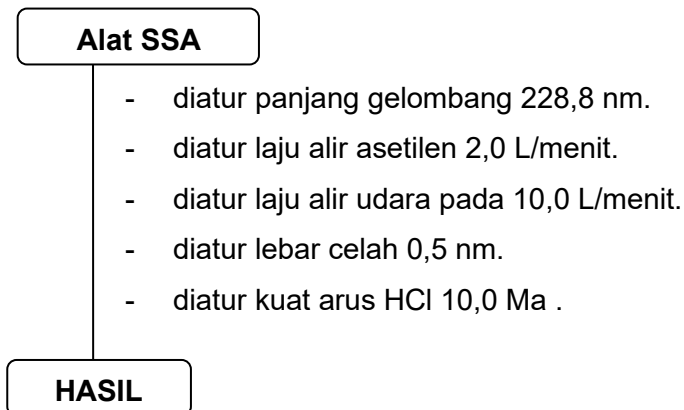 Alat SSA
- diatur panjang gelombang 228,8 nm.
- diatur laju alir asetilen 2,0 L/menit.
- diatur laju alir udara pada 10,0 L/menit.
- diatur lebar celah 0,5 nm.
- diatur kuat arus HCl 10,0 Ma .
HASIL